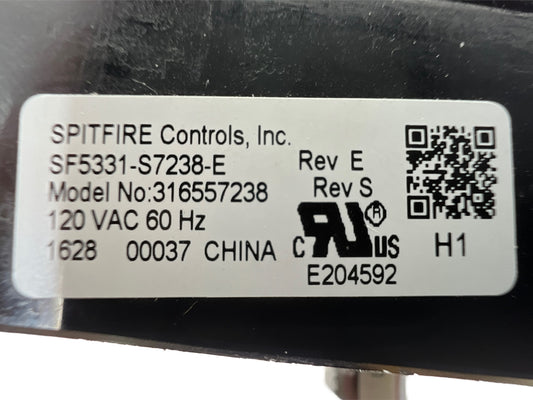 SPITFIRE Controls, Inc.
SF5331-S7238-E Rev E
Model No:316557238 Rev S
120 VAC 60 Hz
1628 00037 CHINA
C RU ® US
E204592
H1